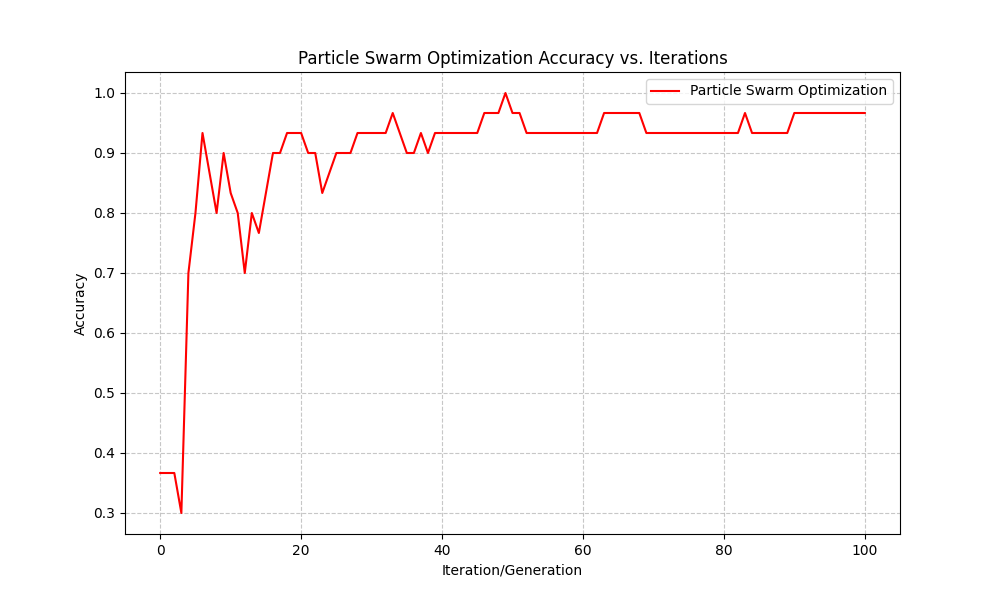 Particle Swarm Optimization Accuracy vs. Iterations
Particle Swarm Optimization
1.0
0.9
0.8
0.7
0.6
0.5
0.4
0.3
Accuracy
0 20 40 60 80 100
Iteration/Generation